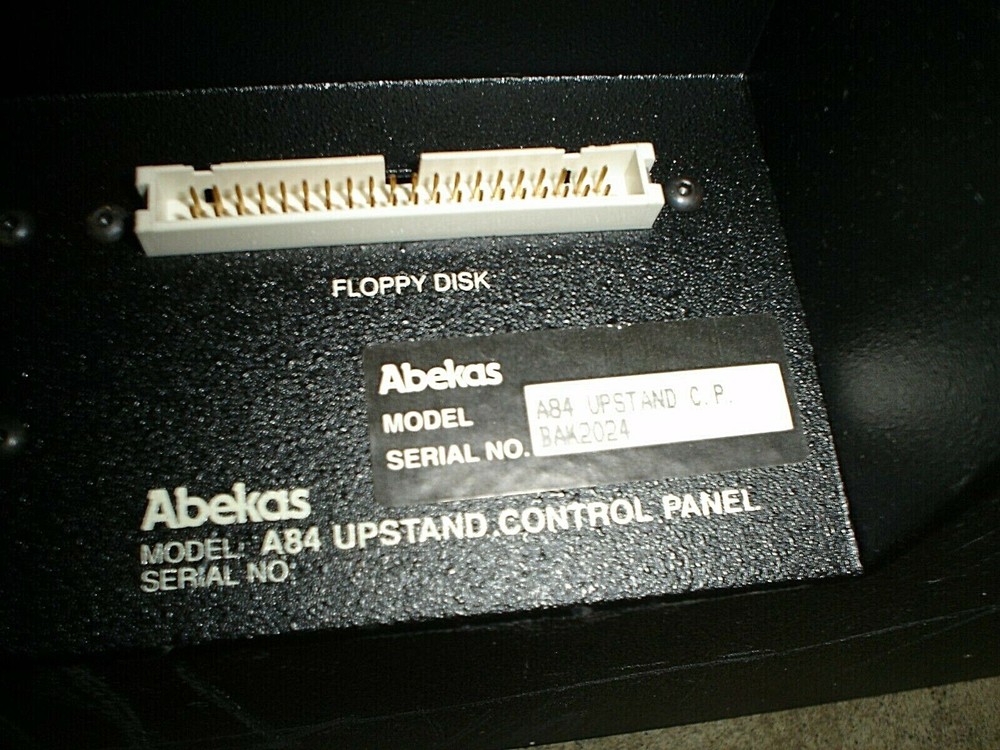 FLOPPY DISK
Abekas
MODEL A84 UPSTAND C.P.
SERIAL NO. BAK2024
Abekas
MODEL: A84 UPSTAND CONTROL PANEL
SERIAL NO: